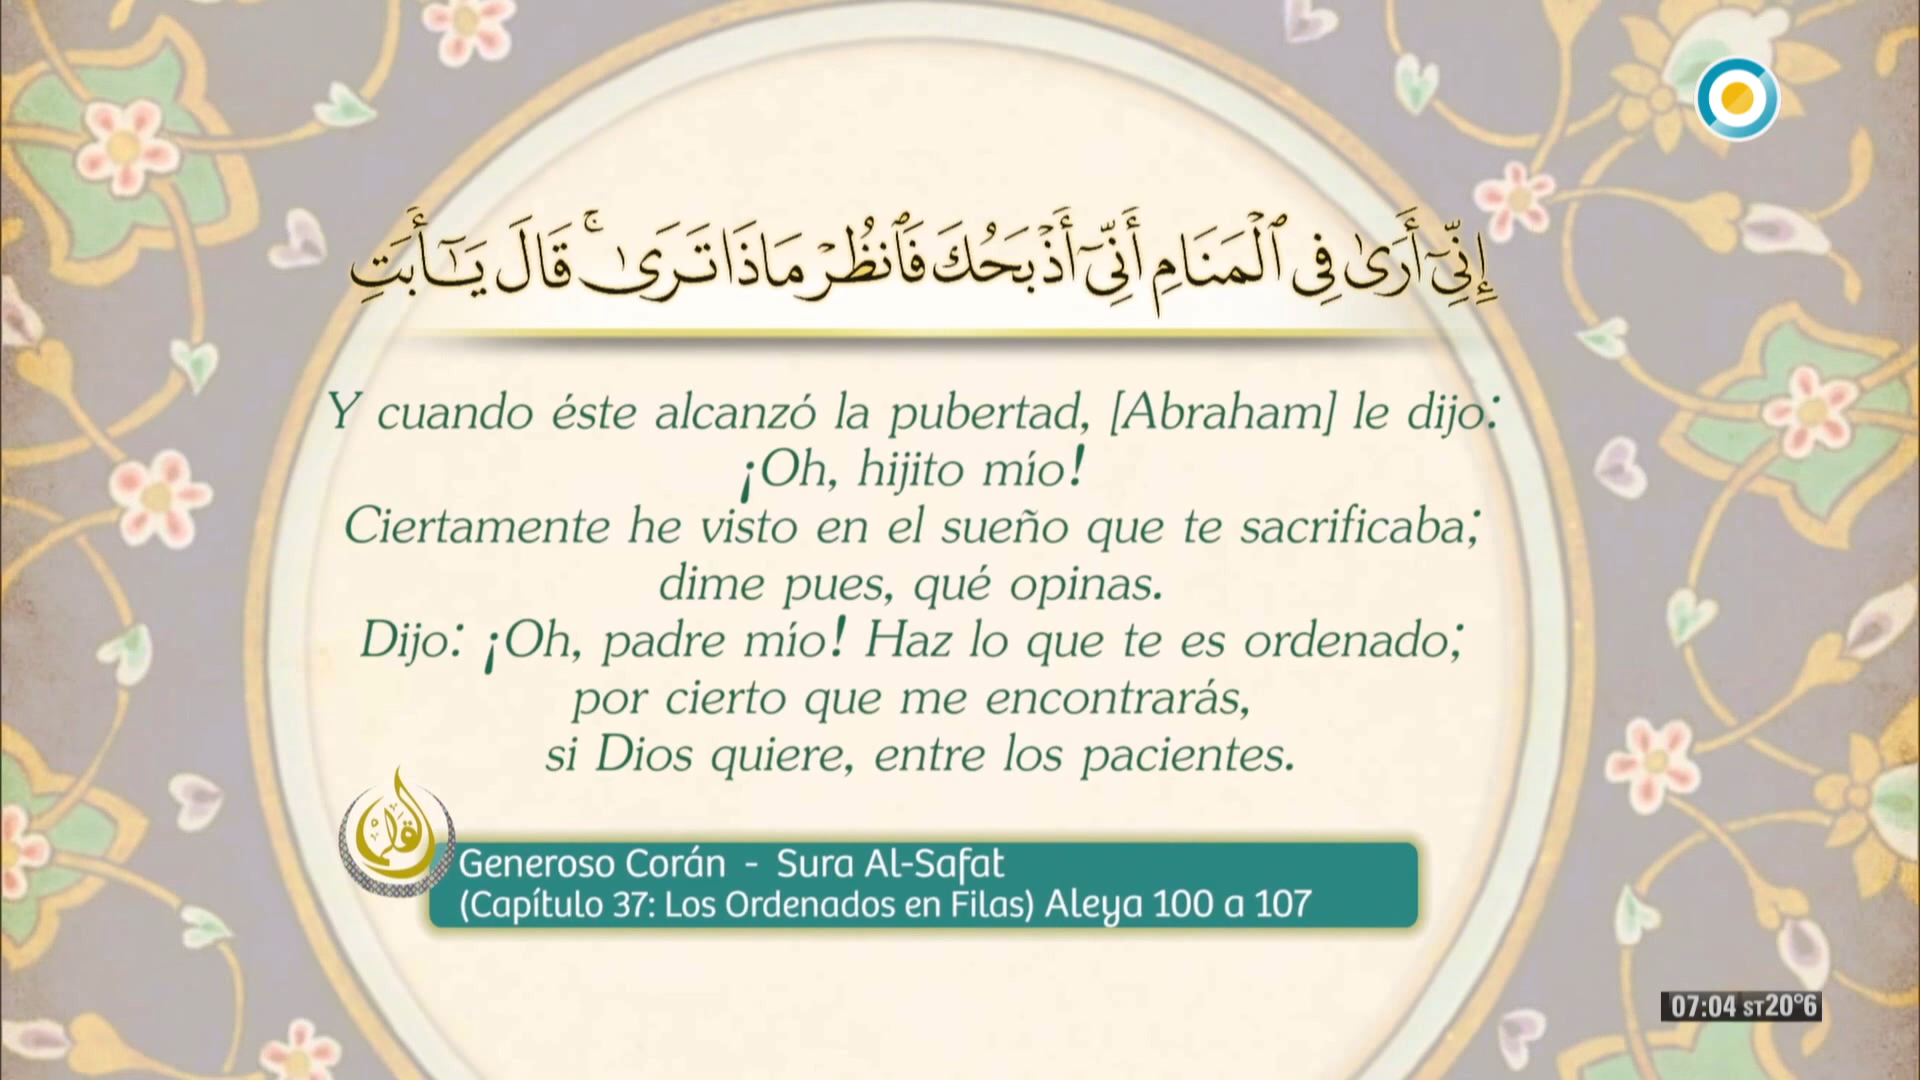 إِنِّىٓ أَرَىٰ فِى ٱلْمَنَامِ أَنِّىٓ أَذْبَحُكَ فَٱنظُرْ مَاذَا تَرَىٰ ۚ قَالَ يَـٰٓأَبَتِ
Y cuando éste alcanzó la pubertad, [Abraham] le dijo:
¡Oh, hijito mío!
Ciertamente he visto en el sueño que te sacrificaba;
dime pues, qué opinas.
Dijo: ¡Oh, padre mío! Haz lo que te es ordenado;
por cierto que me encontrarás,
si Dios quiere, entre los pacientes.
Generoso Corán - Sura Al-Safat
(Capítulo 37: Los Ordenados en Filas) Aleya 100 a 107
07:04 ST20°6